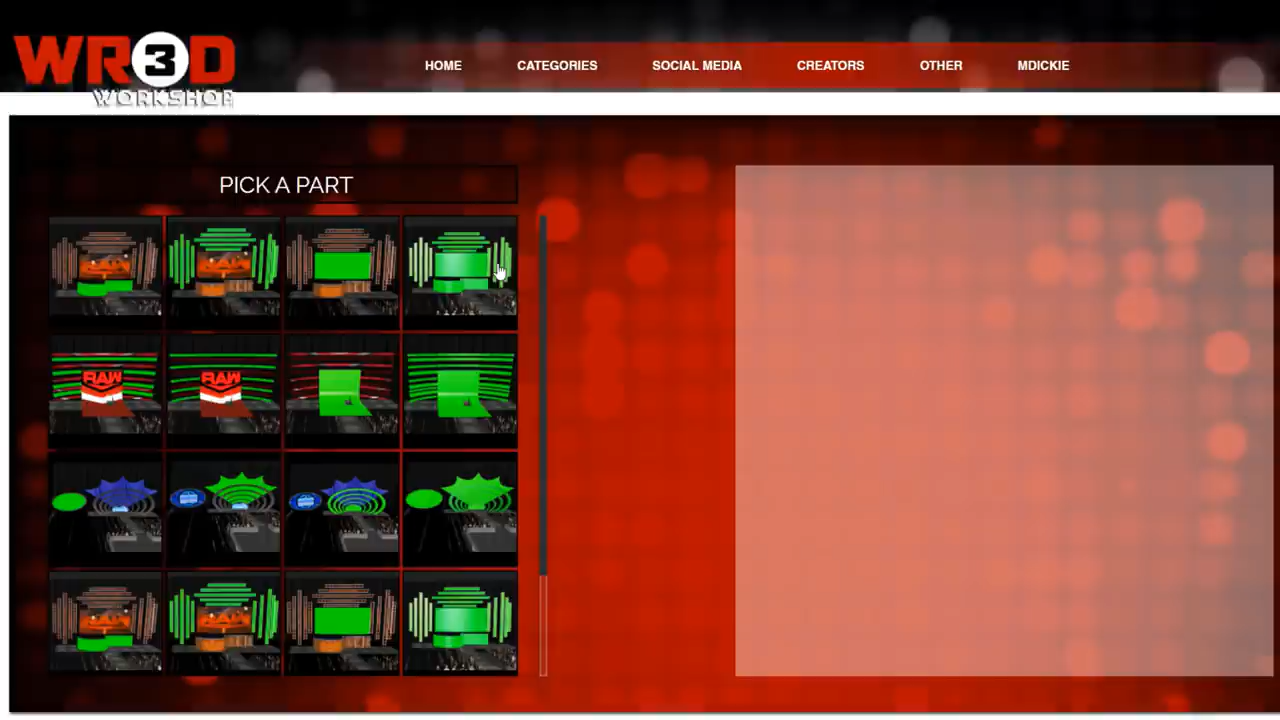 WR3D
WORKSHOP
HOME CATEGORIES SOCIAL MEDIA CREATORS OTHER MDICKIE
PICK A PART
RAW RAW